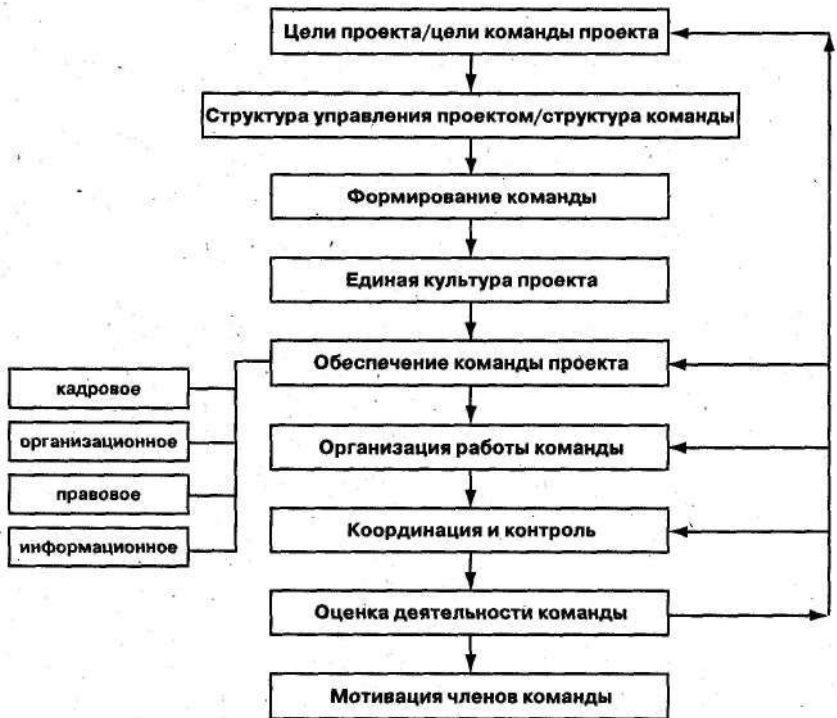 Цели проекта/цели команды проекта
Структура управления проектом/структура команды
Формирование команды
Единая культура проекта
Обеспечение команды проекта
кадровое
организационное
правовое
информационное
Организация работы команды
Координация и контроль
Оценка деятельности команды
Мотивация членов команды